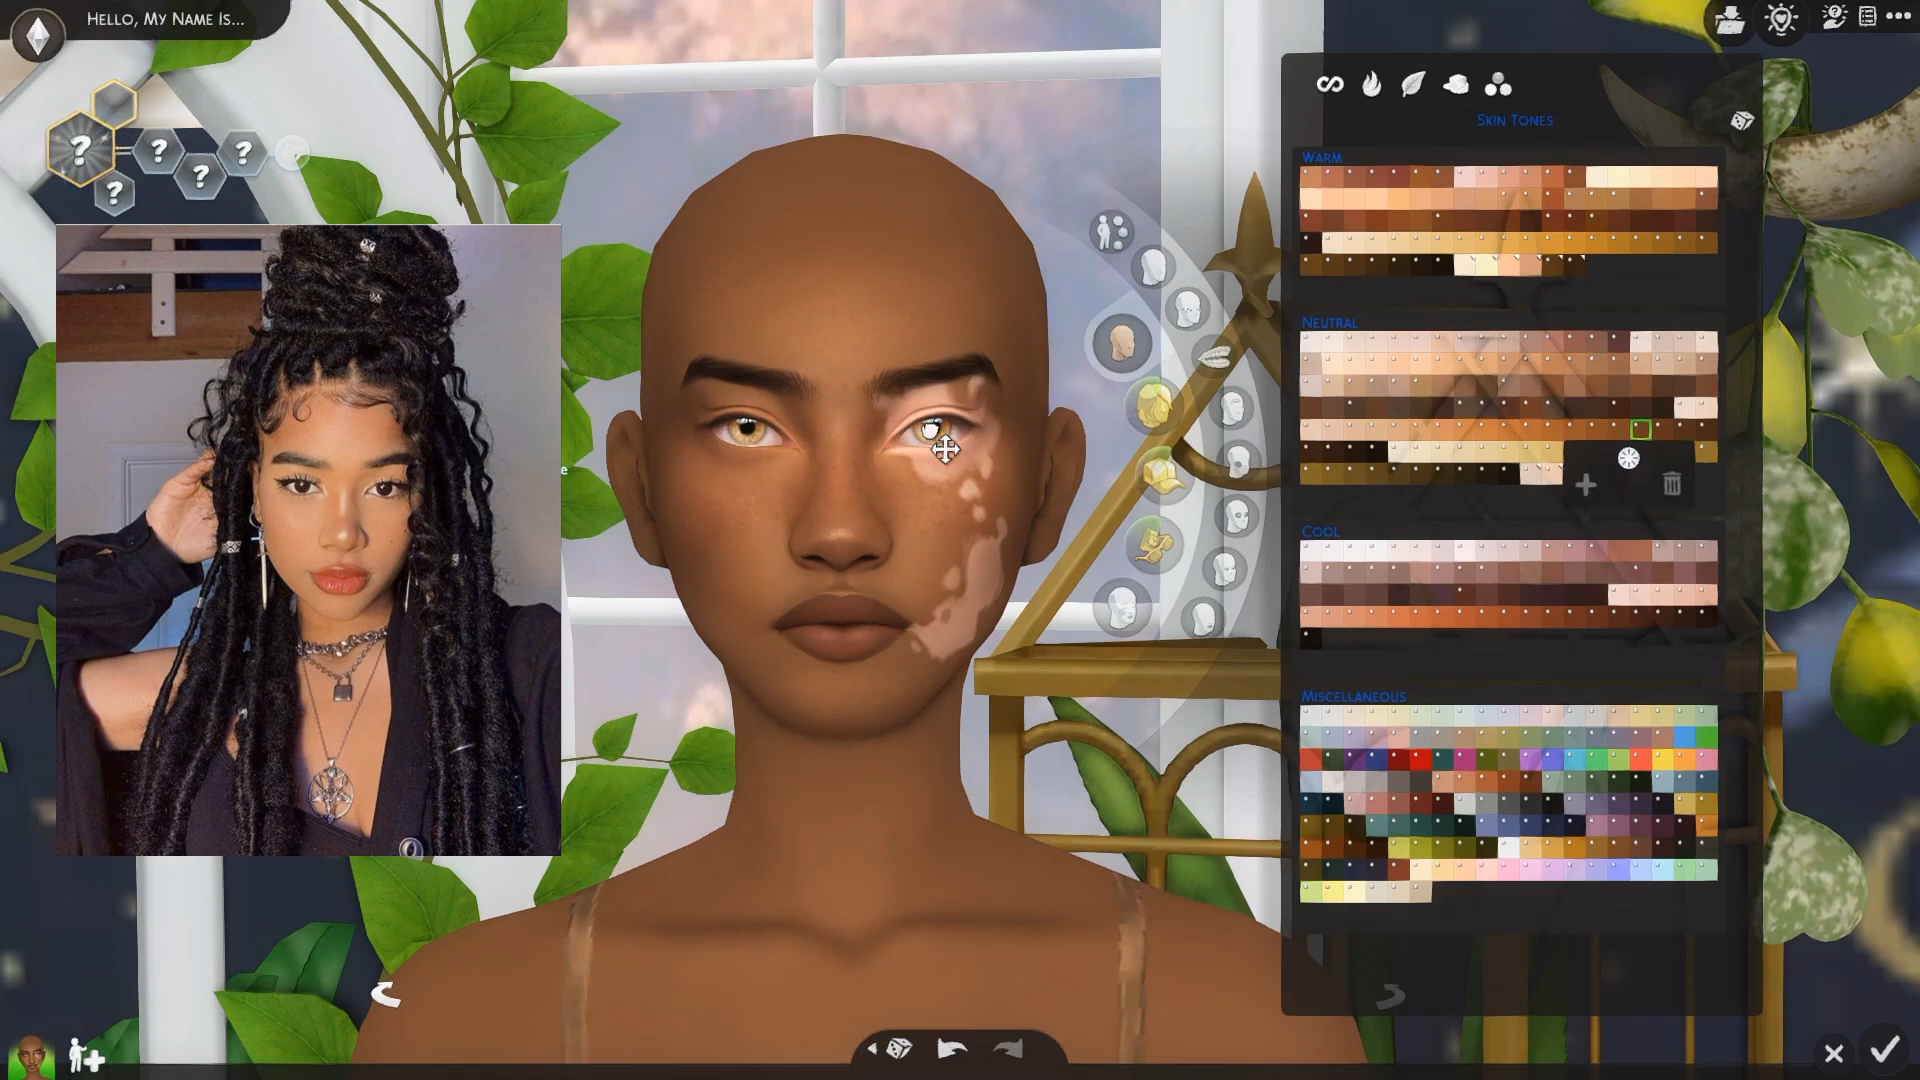 Hello, My Name Is...
Skin Tones
Warm
Neutral
Cool
Miscellaneous